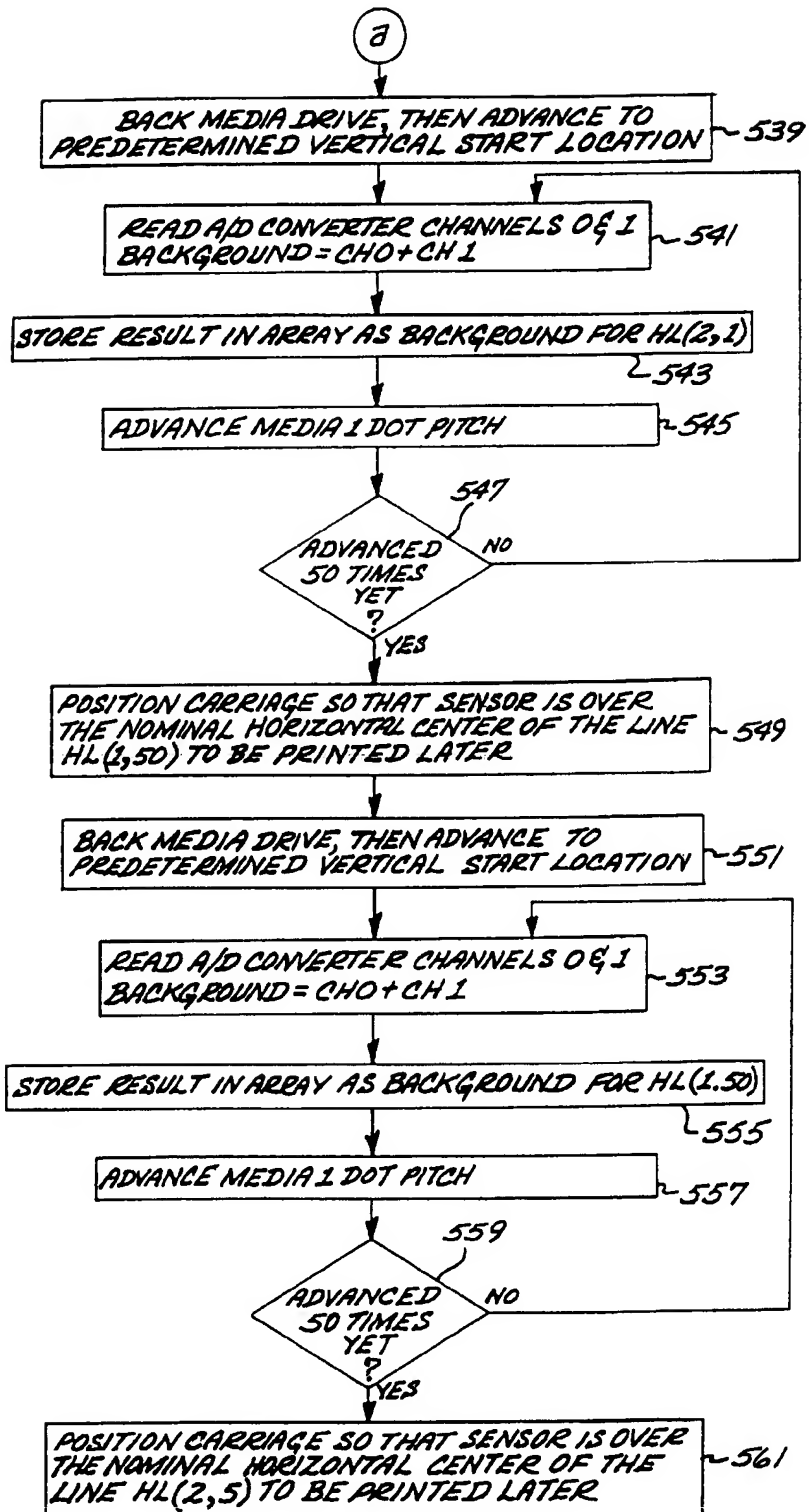 a
BACK MEDIA DRIVE, THEN ADVANCE TO
PREDETERMINED VERTICAL START LOCATION
539
READ A/D CONVERTER CHANNELS 0 & 1
BACKGROUND = CH0 + CH 1
541
STORE RESULT IN ARRAY AS BACKGROUND FOR HL(2,1)
543
ADVANCE MEDIA 1 DOT PITCH
545
547
ADVANCED
50 TIMES
YET
?
NO
YES
POSITION CARRIAGE SO THAT SENSOR IS OVER
THE NOMINAL HORIZONTAL CENTER OF THE LINE
HL(1,50) TO BE PRINTED LATER
549
BACK MEDIA DRIVE, THEN ADVANCE TO
PREDETERMINED VERTICAL START LOCATION
551
READ A/D CONVERTER CHANNELS 0 & 1
BACKGROUND = CH0 + CH 1
553
STORE RESULT IN ARRAY AS BACKGROUND FOR HL(1.50)
555
ADVANCE MEDIA 1 DOT PITCH
557
559
ADVANCED
50 TIMES
YET
?
NO
YES
POSITION CARRIAGE SO THAT SENSOR IS OVER
THE NOMINAL HORIZONTAL CENTER OF THE
LINE HL(2,5) TO BE PRINTED LATER
561